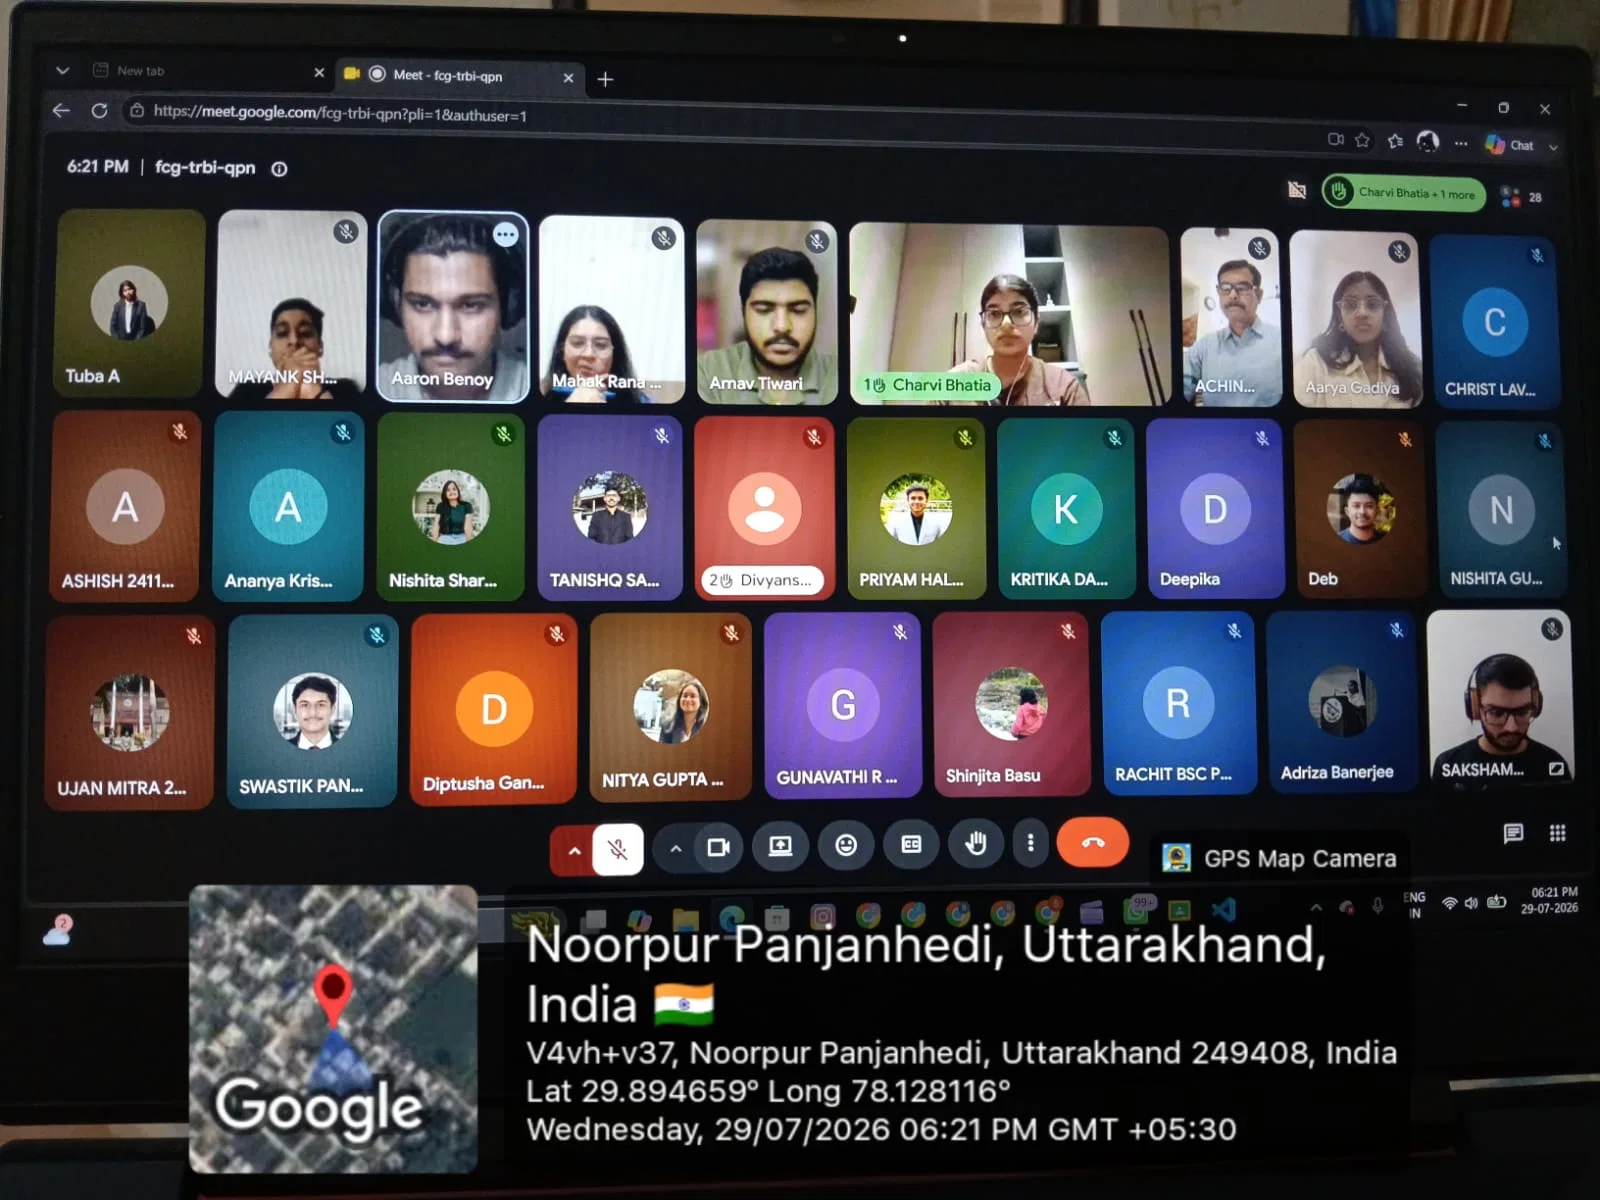 New tab
Meet - fcg-trbi-qpn
https://meet.google.com/fcg-trbi-qpn?pli=1&authuser=1
Chat
6:21 PM | fcg-trbi-qpn
Charvi Bhatia + 1 more
28
Tuba A
MAYANK SH...
Aaron Benoy
Mahak Rana ...
Arnav Tiwari
1 Charvi Bhatia
ACHIN...
Aarya Gadiya
C
CHRIST LAV...
A
ASHISH 2411...
A
Ananya Kris...
Nishita Shar...
TANISHQ SA...
2 Divyans...
PRIYAM HAL...
K
KRITIKA DA...
D
Deepika
Deb
N
NISHITA GU...
UJAN MITRA 2...
SWASTIK PAN...
D
Diptusha Gan...
NITYA GUPTA ...
G
GUNAVATHI R ...
Shinjita Basu
R
RACHIT BSC P...
Adriza Banerjee
SAKSHAM...
CC
GPS Map Camera
2
99+
ENG
IN
06:21 PM
29-07-2026
Google
Noorpur Panjanhedi, Uttarakhand,
India
V4vh+v37, Noorpur Panjanhedi, Uttarakhand 249408, India
Lat 29.894659° Long 78.128116°
Wednesday, 29/07/2026 06:21 PM GMT +05:30